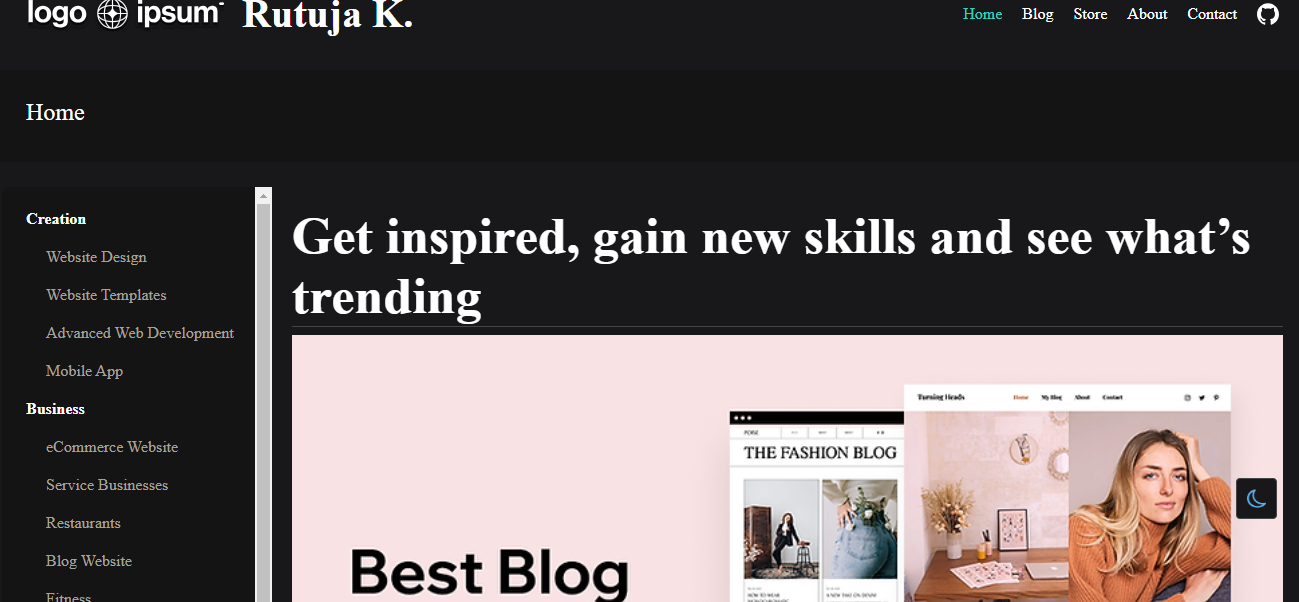 logo ipsum Rutuja K.
Home Blog Store About Contact
Home
Creation
Website Design
Website Templates
Advanced Web Development
Mobile App
Business
eCommerce Website
Service Businesses
Restaurants
Blog Website
Fitness
Get inspired, gain new skills and see what’s
trending
Turning Heads Home My Blog About Contact
THE FASHION BLOG
Best Blog